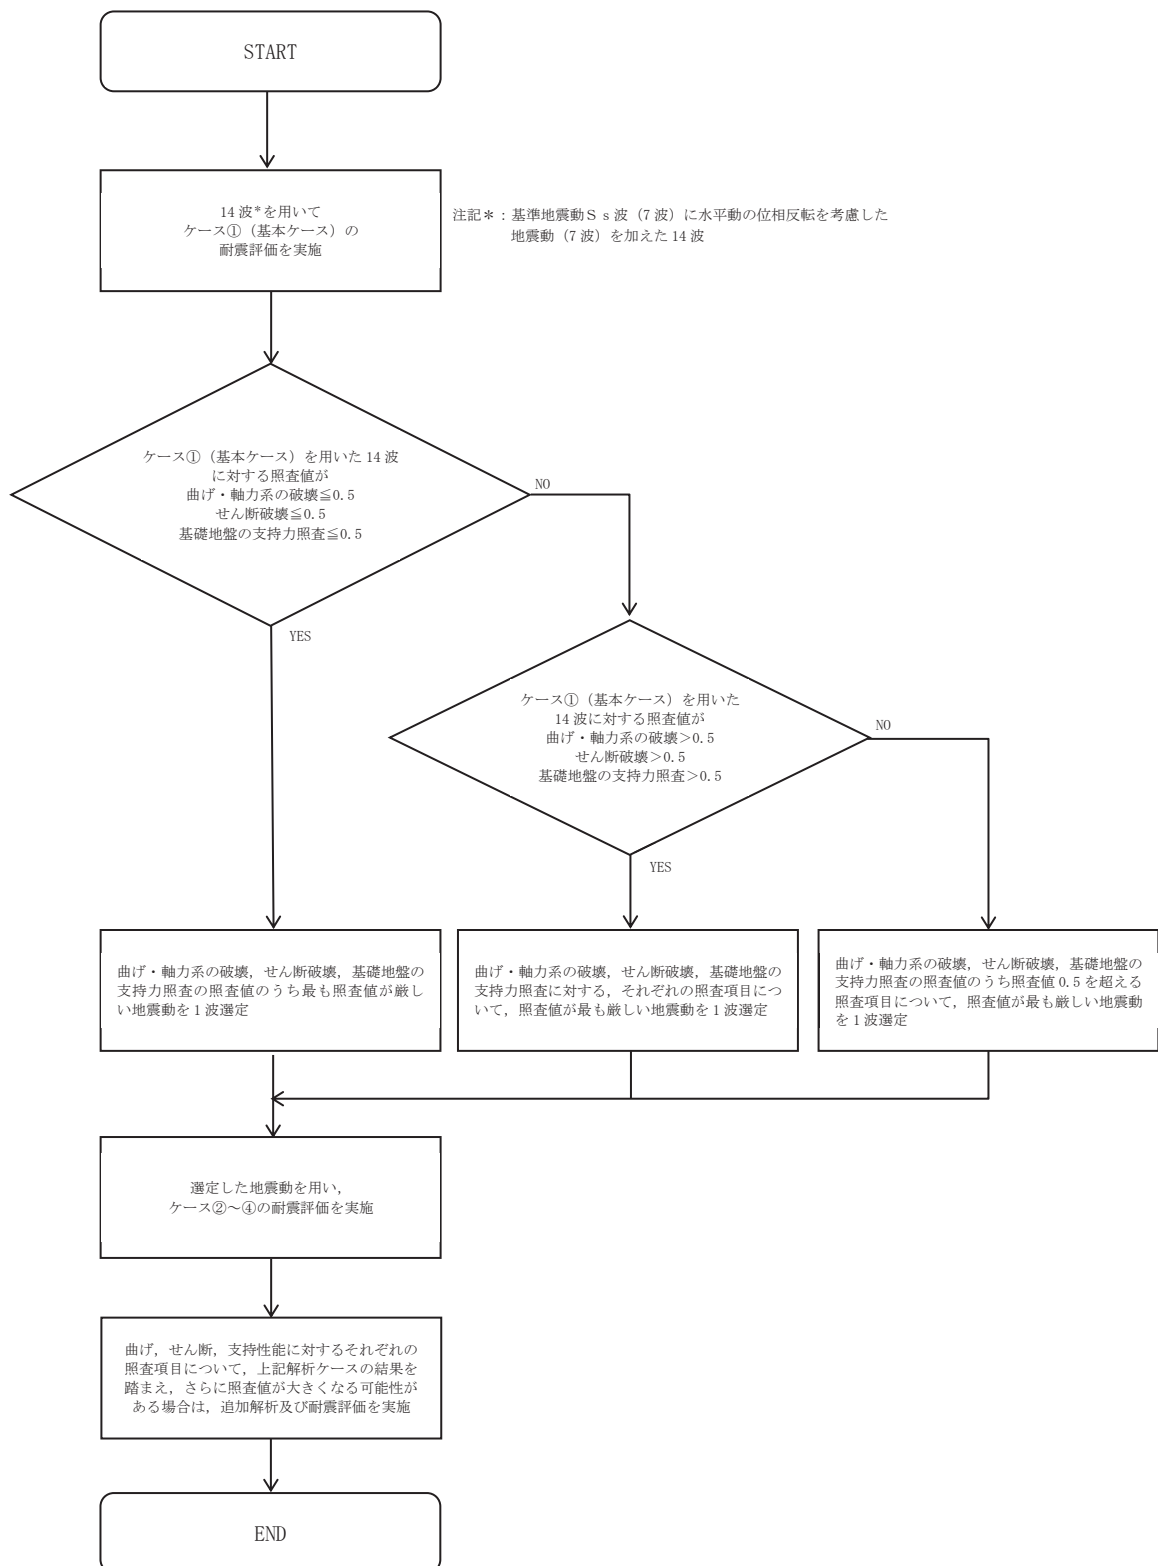 START
14 波*を用いて
ケース①（基本ケース）の
耐震評価を実施
注記＊：基準地震動Ｓｓ波（7 波）に水平動の位相反転を考慮した
地震動（7 波）を加えた 14 波
ケース①（基本ケース）を用いた 14 波
に対する照査値が
曲げ・軸力系の破壊≦0.5
せん断破壊≦0.5
基礎地盤の支持力照査≦0.5
NO
YES
ケース①（基本ケース）を用いた
14 波に対する照査値が
曲げ・軸力系の破壊＞0.5
せん断破壊＞0.5
基礎地盤の支持力照査＞0.5
NO
YES
曲げ・軸力系の破壊，せん断破壊，基礎地盤の
支持力照査の照査値のうち最も照査値が厳し
い地震動を 1 波選定
曲げ・軸力系の破壊，せん断破壊，基礎地盤の
支持力照査に対する，それぞれの照査項目につ
いて，照査値が最も厳しい地震動を 1 波選定
曲げ・軸力系の破壊，せん断破壊，基礎地盤の
支持力照査の照査値のうち照査値 0.5 を超える
照査項目について，照査値が最も厳しい地震動
を 1 波選定
選定した地震動を用い，
ケース②～④の耐震評価を実施
曲げ，せん断，支持性能に対するそれぞれの
照査項目について，上記解析ケースの結果を
踏まえ，さらに照査値が大きくなる可能性が
ある場合は，追加解析及び耐震評価を実施
END